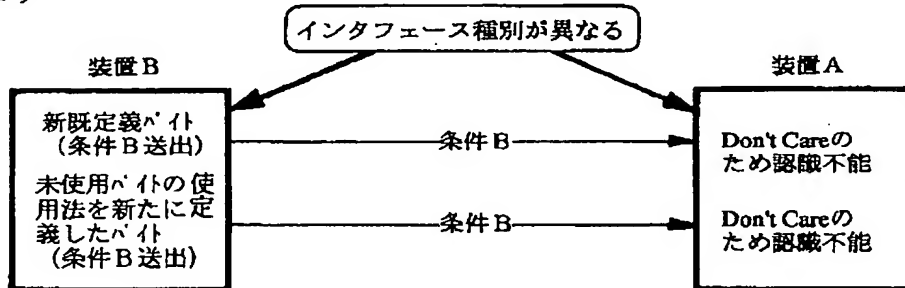 インタフェース種別が異なる
装置B
装置A
新既定義バイト
(条件B送出)
未使用バイトの使
用法を新たに定
義したバイト
(条件B送出)
条件B
条件B
Don't Careの
ため認識不能
Don't Careの
ため認識不能